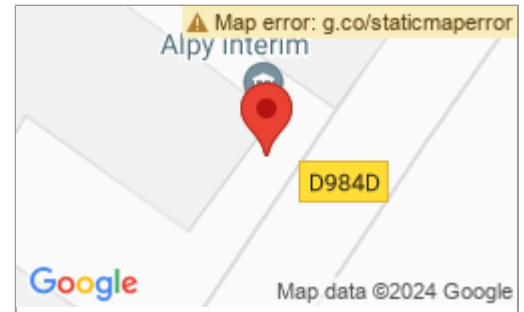 Map error: g.co/staticmaperror
Alpy Interim
D984D
Google
Map data ©2024 Google